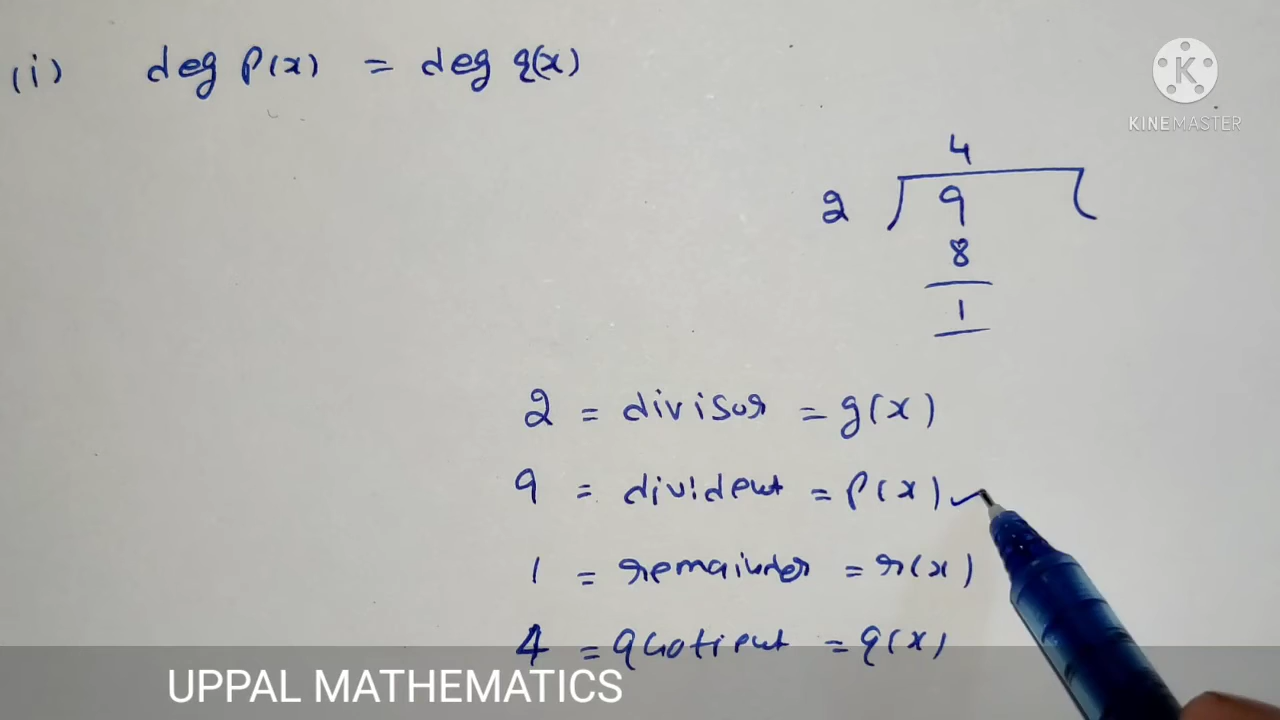 (i) deg p(x) = deg q(x)
KINEMASTER
4
2 9
8
1
2 = divisor = g(x)
9 = divident = p(x) ✓
1 = remainder = r(x)
4 = quotient = q(x)
UPPAL MATHEMATICS